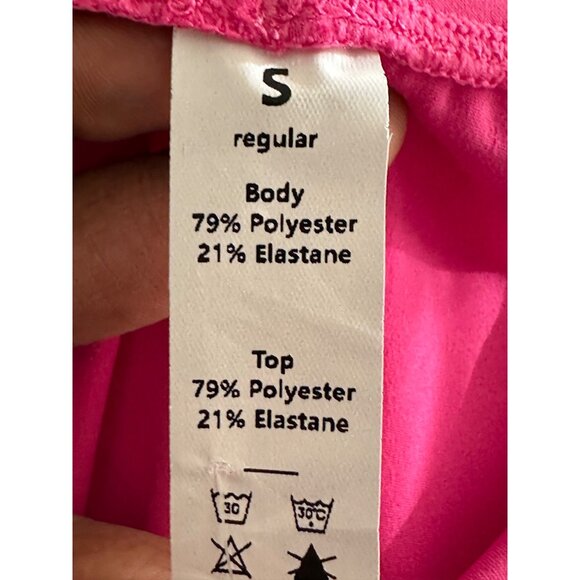 S
regular
Body
79% Polyester
21% Elastane
Top
79% Polyester
21% Elastane
30 30°C